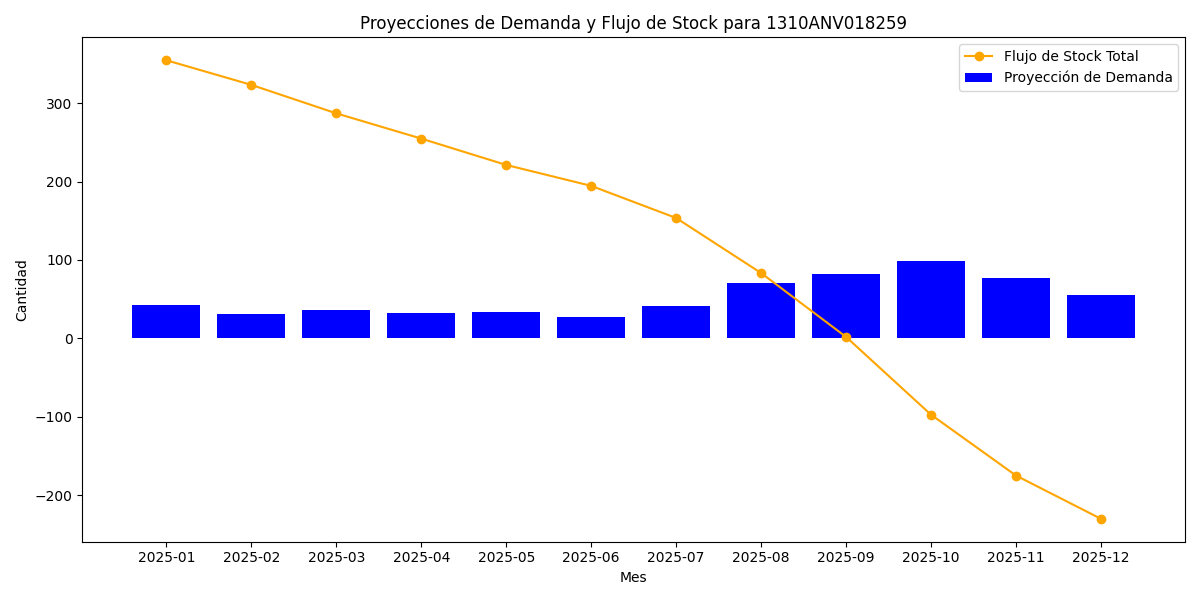 Proyecciones de Demanda y Flujo de Stock para 1310ANV018259
Flujo de Stock Total
Proyección de Demanda
Cantidad
300
200
100
0
−100
−200
2025-01 2025-02 2025-03 2025-04 2025-05 2025-06 2025-07 2025-08 2025-09 2025-10 2025-11 2025-12
Mes